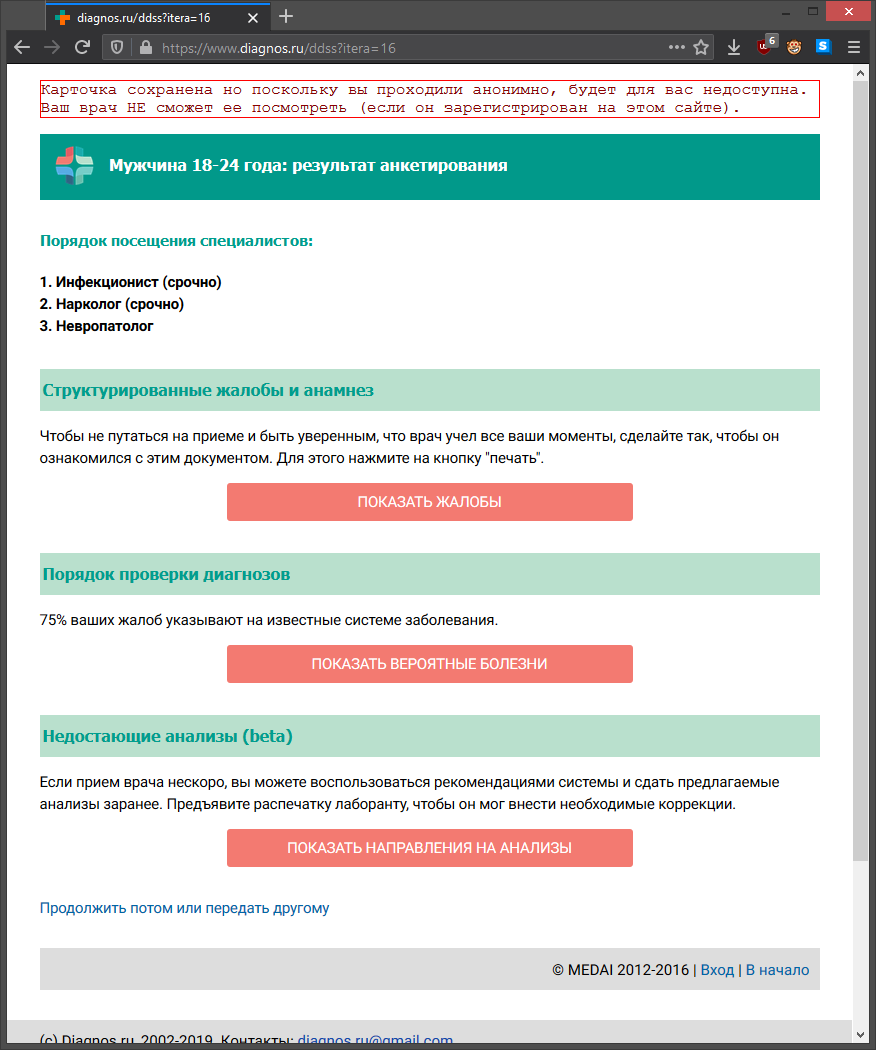 diagnos.ru/ddss?itera=16
https://www.diagnos.ru/ddss?itera=16
6
S
Карточка сохранена но поскольку вы проходили анонимно, будет для вас недоступна.
Ваш врач НЕ сможет ее посмотреть (если он зарегистрирован на этом сайте).
Мужчина 18-24 года: результат анкетирования
Порядок посещения специалистов:
1. Инфекционист (срочно)
2. Нарколог (срочно)
3. Невропатолог
Структурированные жалобы и анамнез
Чтобы не путаться на приеме и быть уверенным, что врач учел все ваши моменты, сделайте так, чтобы он
ознакомился с этим документом. Для этого нажмите на кнопку "печать".
ПОКАЗАТЬ ЖАЛОБЫ
Порядок проверки диагнозов
75% ваших жалоб указывают на известные системе заболевания.
ПОКАЗАТЬ ВЕРОЯТНЫЕ БОЛЕЗНИ
Недостающие анализы (beta)
Если прием врача нескоро, вы можете воспользоваться рекомендациями системы и сдать предлагаемые
анализы заранее. Предъявите распечатку лаборанту, чтобы он мог внести необходимые коррекции.
ПОКАЗАТЬ НАПРАВЛЕНИЯ НА АНАЛИЗЫ
Продолжить потом или передать другому
© MEDAI 2012-2016 | Вход | В начало
(c) Diagnos.ru, 2002-2019. Контакты: diagnos.ru@gmail.com